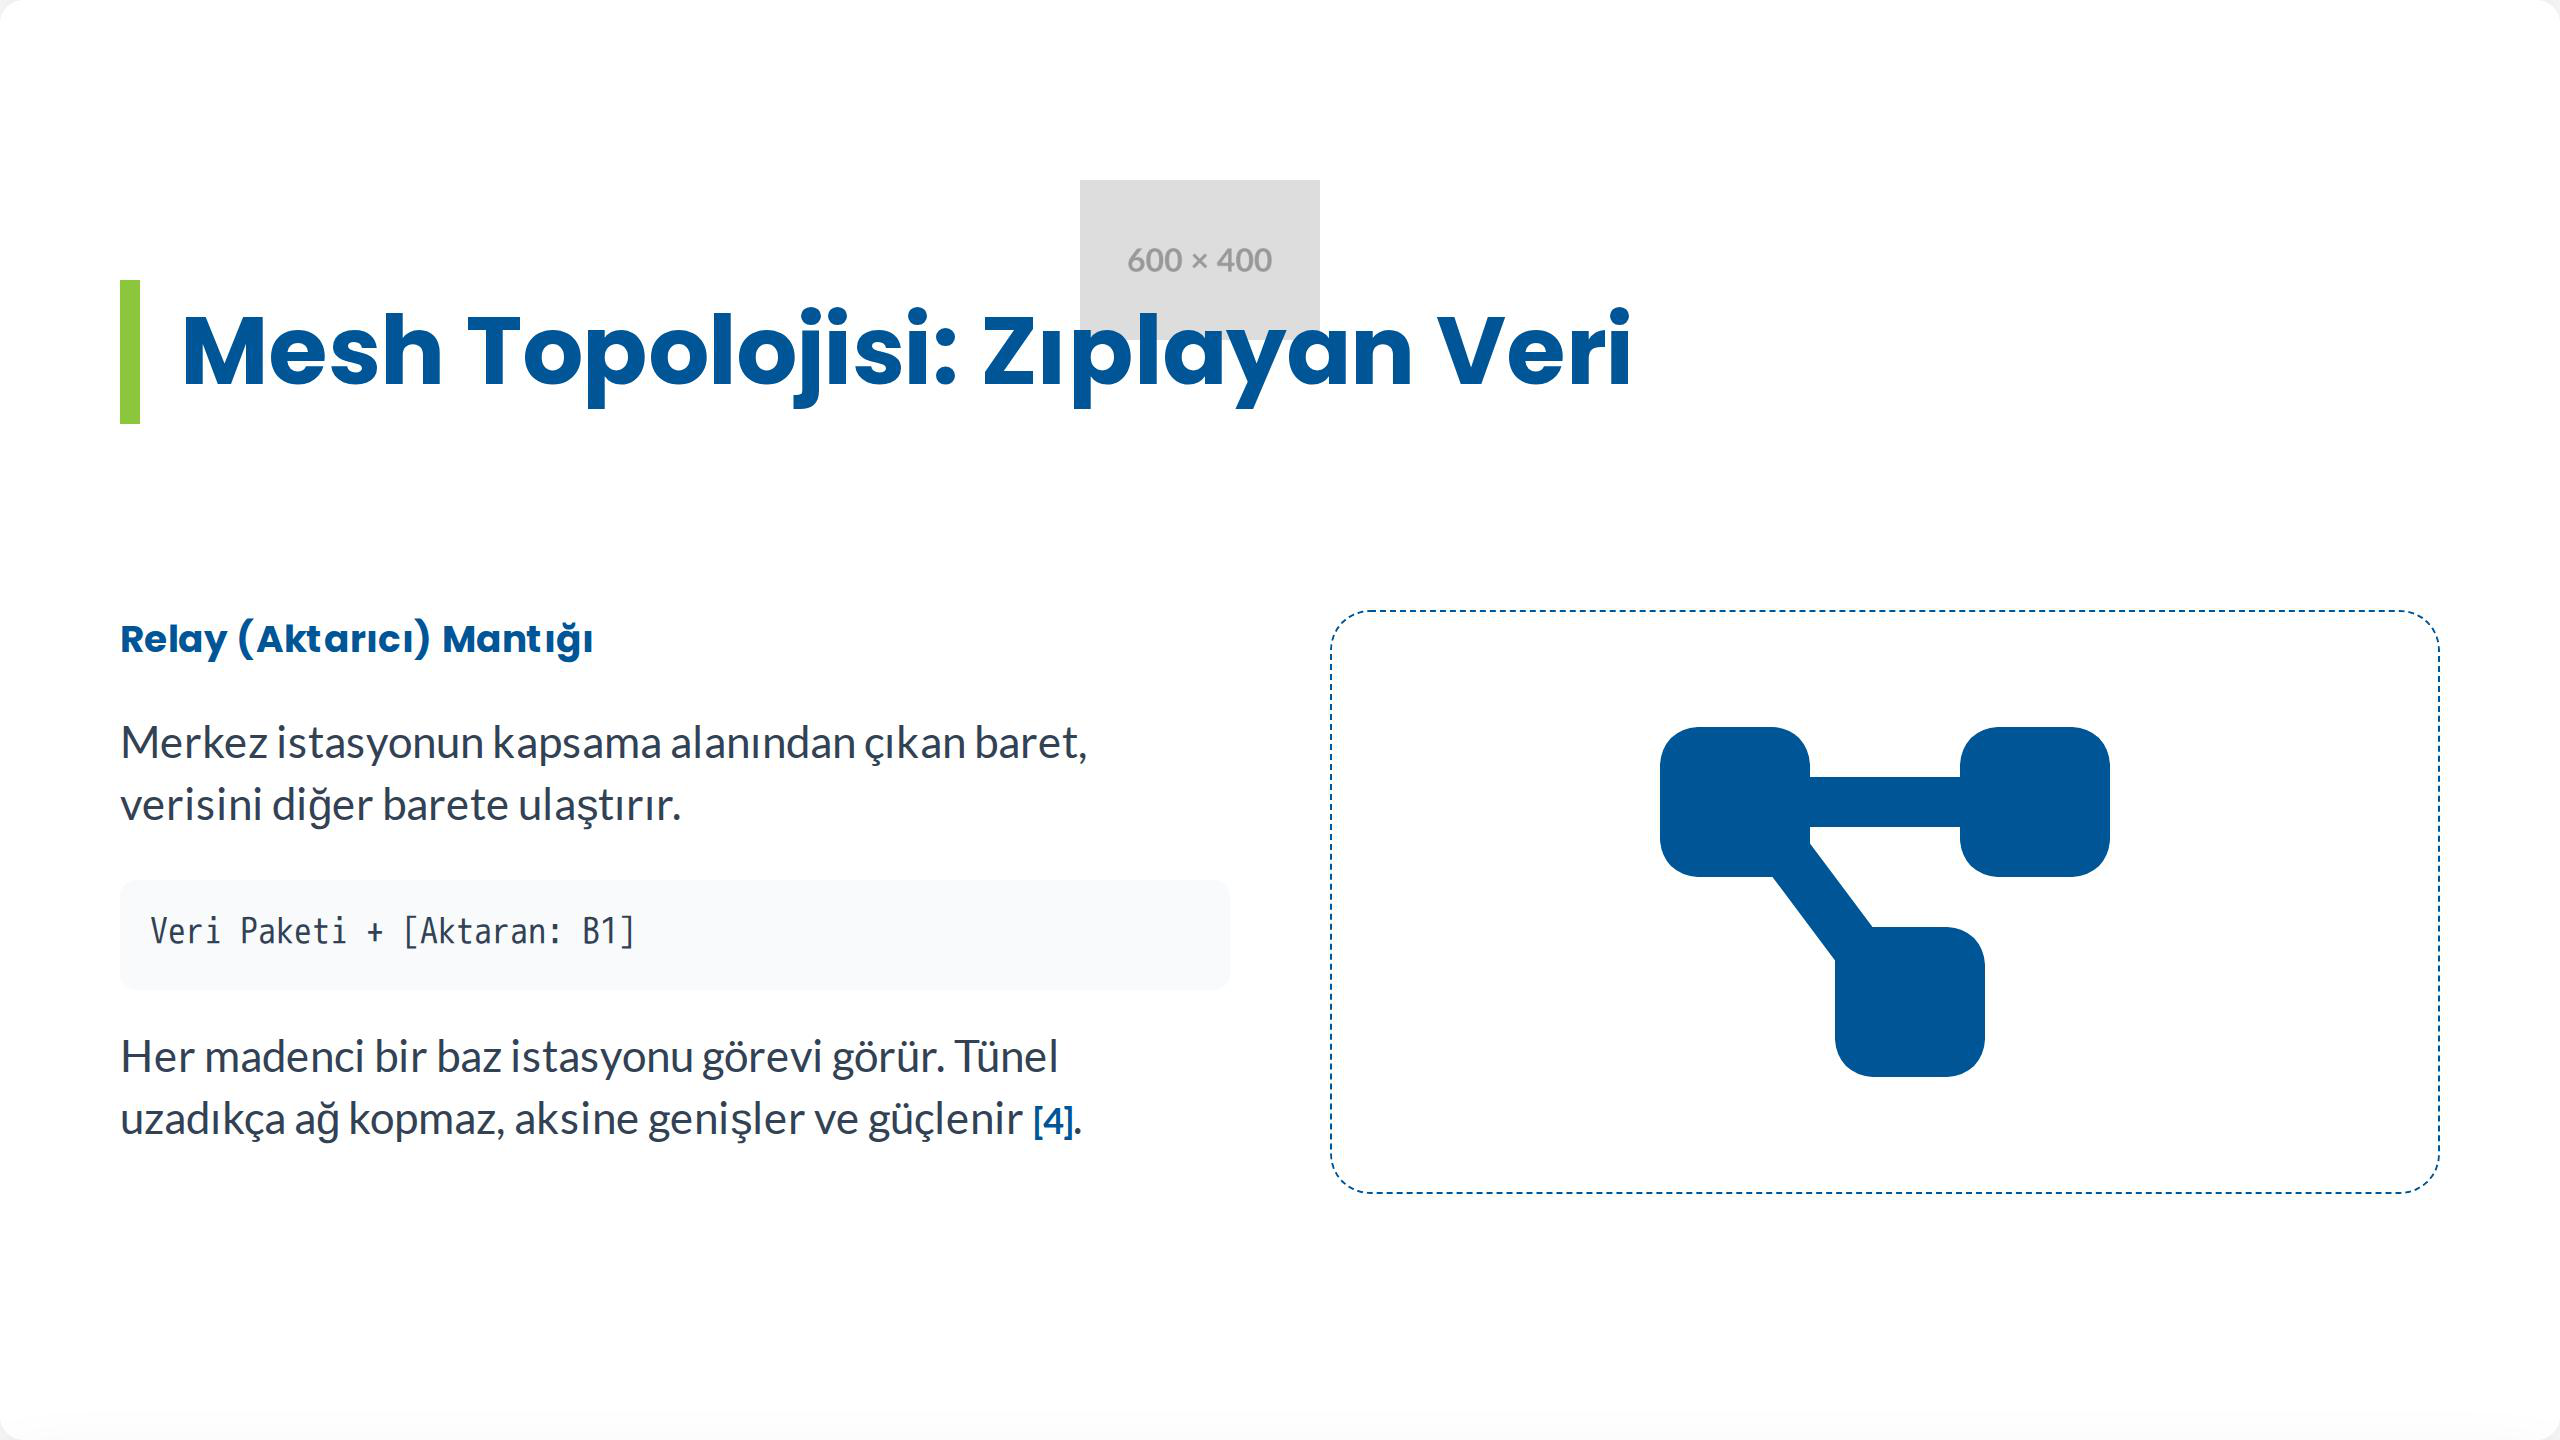 600 × 400
Mesh Topolojisi: Zıplayan Veri
Relay (Aktarıcı) Mantığı
Merkez istasyonun kapsama alanından çıkan baret,
verisini diğer barete ulaştırır.
Veri Paketi + [Aktaran: B1]
Her madenci bir baz istasyonu görevi görür. Tünel
uzadıkça ağ kopmaz, aksine genişler ve güçlenir [4].